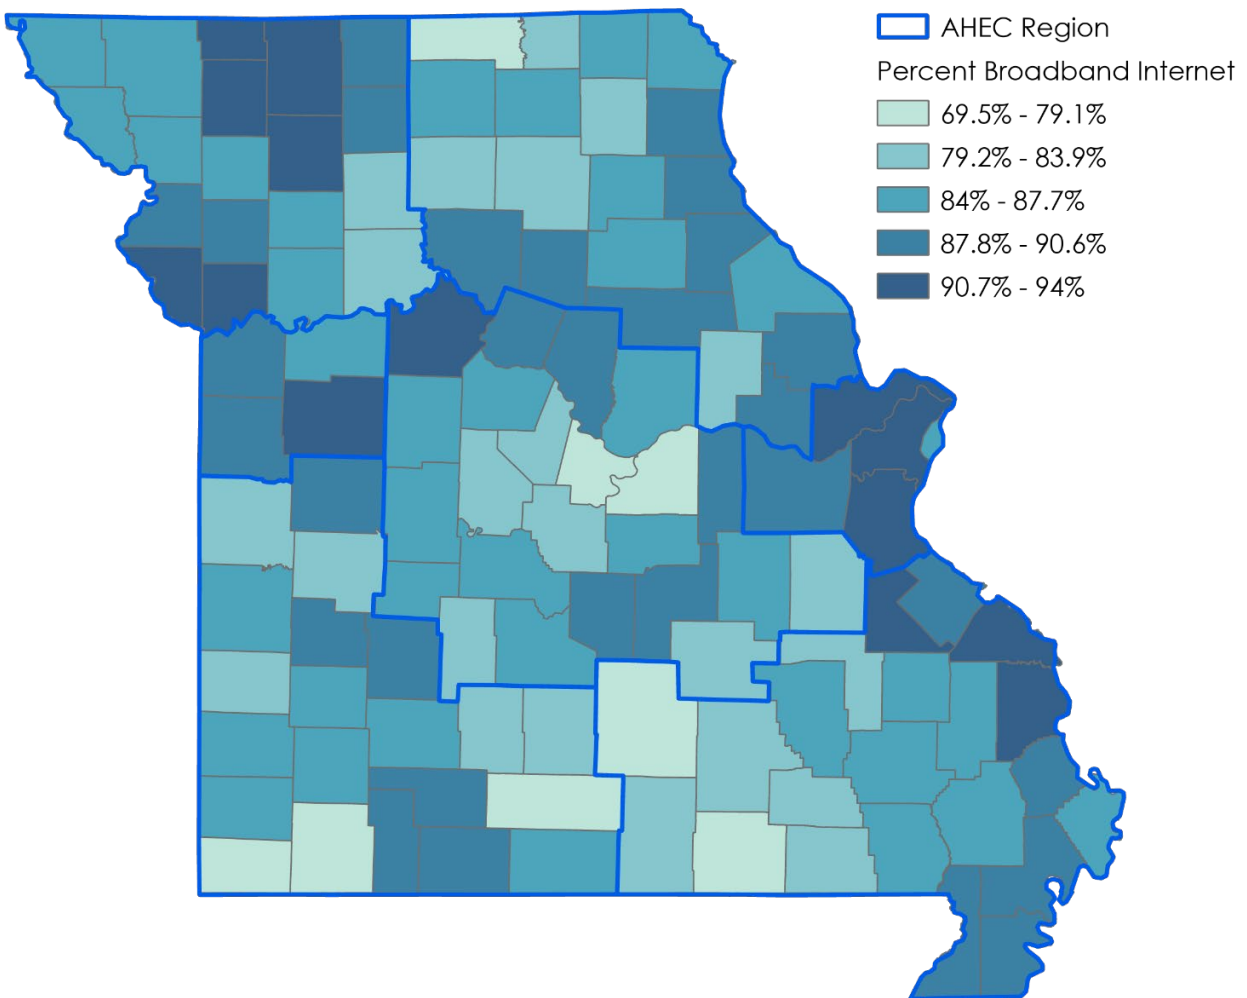 AHEC Region
Percent Broadband Internet
69.5% - 79.1%
79.2% - 83.9%
84% - 87.7%
87.8% - 90.6%
90.7% - 94%